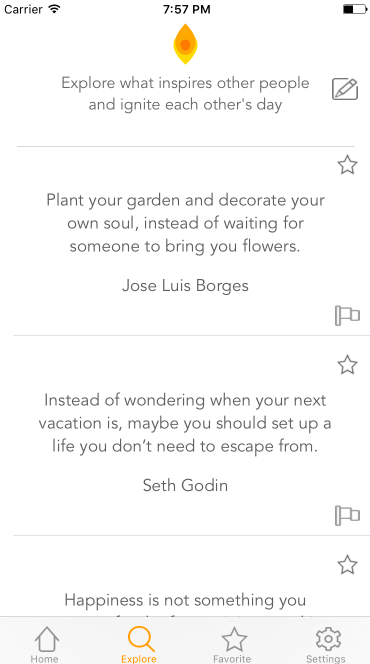 Carrier 7:57 PM
Explore what inspires other people
and ignite each other's day
Plant your garden and decorate your
own soul, instead of waiting for
someone to bring you flowers.
Jose Luis Borges
Instead of wondering when your next
vacation is, maybe you should set up a
life you don’t need to escape from.
Seth Godin
Happiness is not something you
Home Explore Favorite Settings